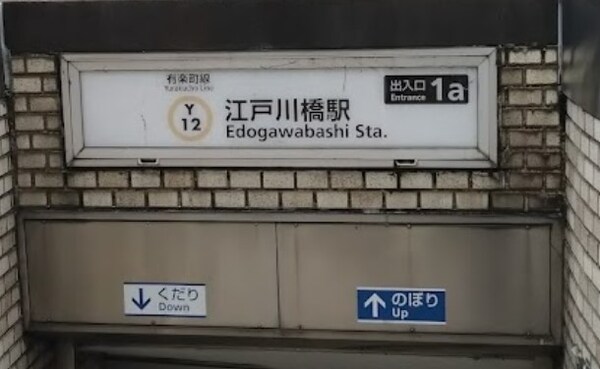 有楽町線
Yurakucho Line
Y
12
江戸川橋駅
Edogawabashi Sta.
出入口
Entrance
1a
くだり
Down
のぼり
Up